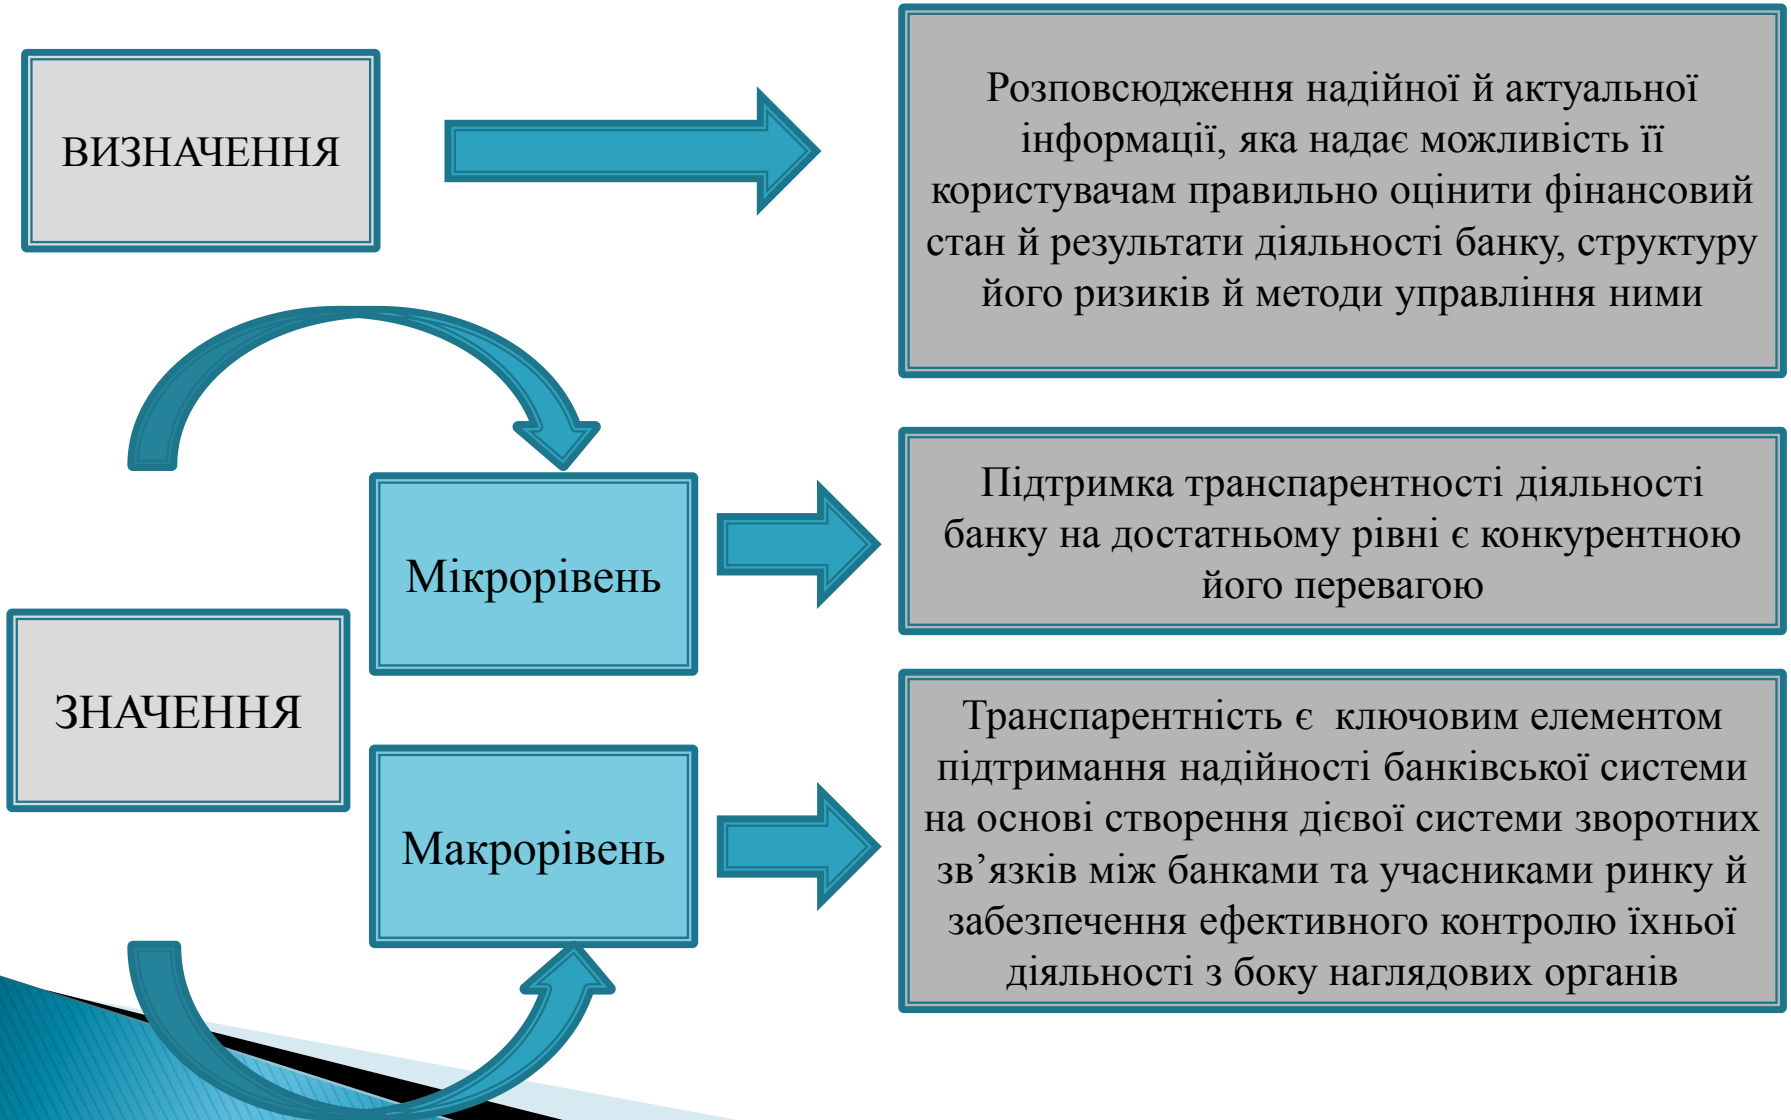 ВИЗНАЧЕННЯ
Розповсюдження надійної й актуальної
інформації, яка надає можливість її
користувачам правильно оцінити фінансовий
стан й результати діяльності банку, структуру
його ризиків й методи управління ними
ЗНАЧЕННЯ
Мікрорівень
Підтримка транспарентності діяльності
банку на достатньому рівні є конкурентною
його перевагою
Макрорівень
Транспарентність є  ключовим елементом
підтримання надійності банківської системи
на основі створення дієвої системи зворотних
зв’язків між банками та учасниками ринку й
забезпечення ефективного контролю їхньої
діяльності з боку наглядових органів